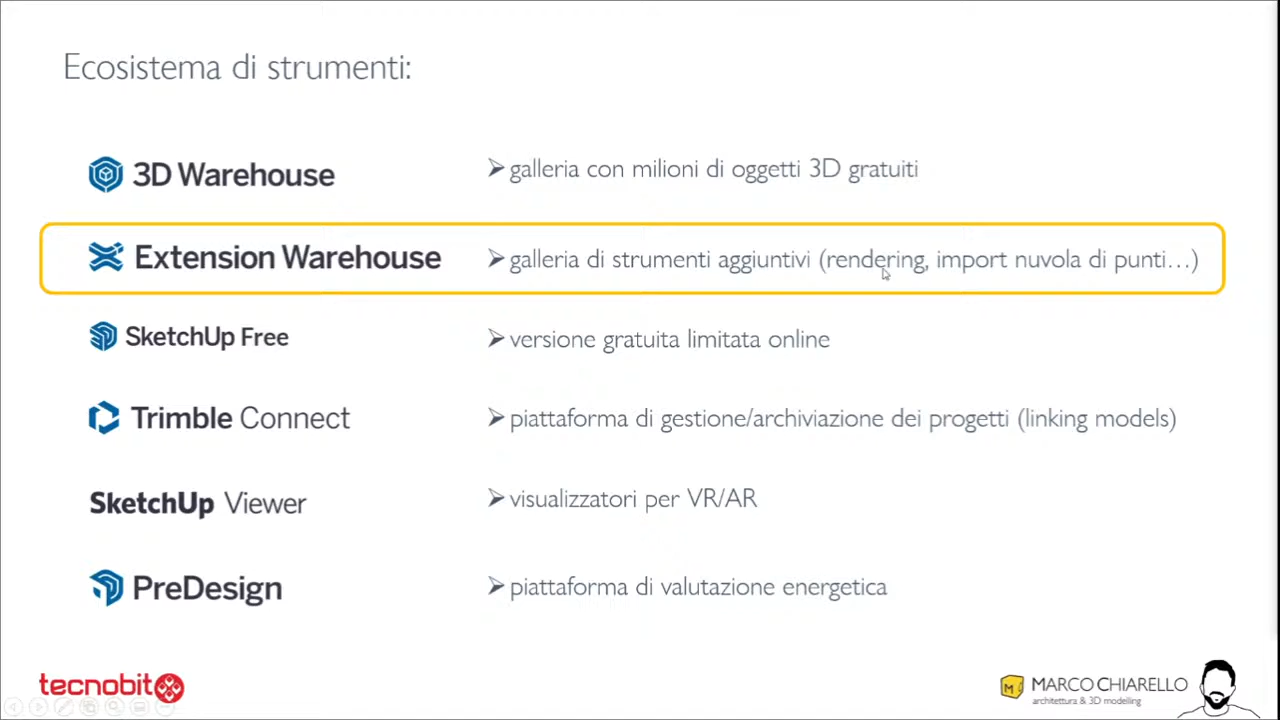 Ecosistema di strumenti:
3D Warehouse ➢ galleria con milioni di oggetti 3D gratuiti
Extension Warehouse ➢ galleria di strumenti aggiuntivi (rendering, import nuvola di punti…)
SketchUp Free ➢ versione gratuita limitata online
Trimble Connect ➢ piattaforma di gestione/archiviazione dei progetti (linking models)
SketchUp Viewer ➢ visualizzatori per VR/AR
PreDesign ➢ piattaforma di valutazione energetica
tecnobit
M MARCO CHIARELLO
architettura & 3D modelling